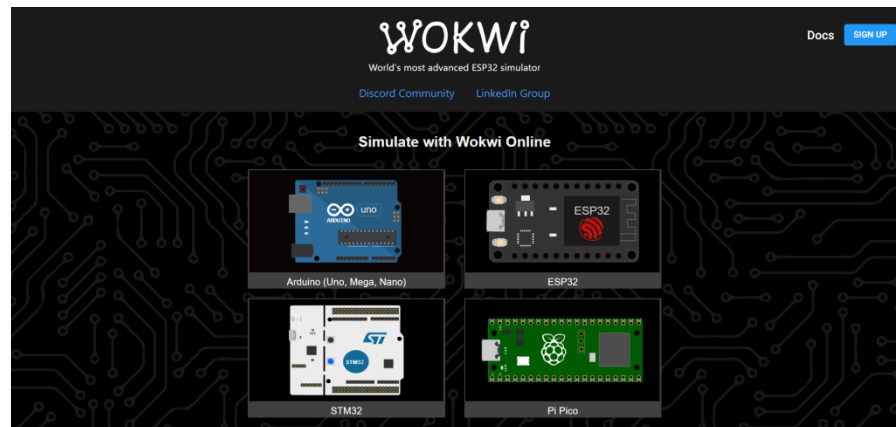 WOKWi
Docs
SIGN UP
World's most advanced ESP32 simulator
Discord Community LinkedIn Group
Simulate with Wokwi Online
ARDUINO
uno
ESP32
Arduino (Uno, Mega, Nano)
ESP32
ST
STM32
STM32
Pi Pico